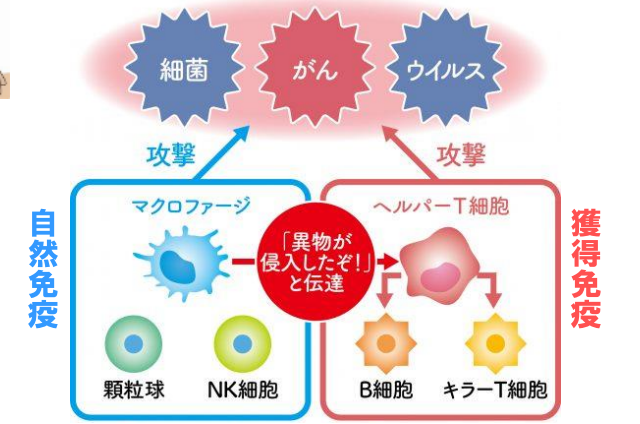 細菌
がん
ウイルス
攻撃
攻撃
自然免疫
マクロファージ
「異物が
侵入したぞ!」
と伝達
ヘルパーT細胞
獲得免疫
顆粒球
NK細胞
B細胞
キラーT細胞